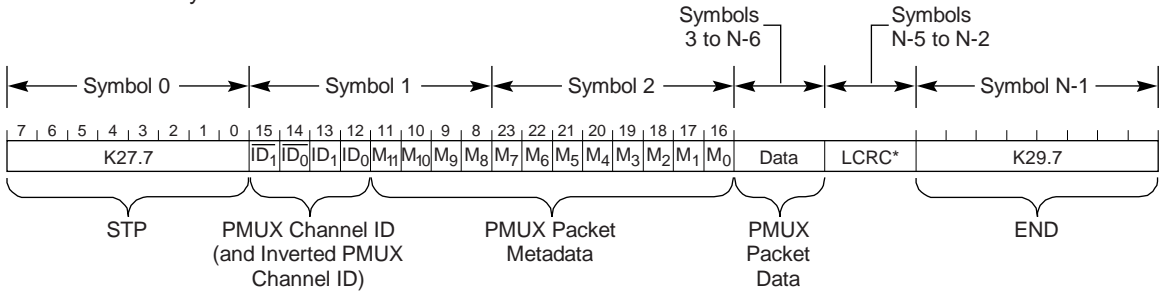 Symbols
3 to N-6
Symbols
N-5 to N-2
Symbol 0
Symbol 1
Symbol 2
Symbol N-1
7 6 5 4 3 2 1 0 15 14 13 12 11 10 9 8 23 22 21 20 19 18 17 16
K27.7 I̅D̅₁ I̅D̅₀ ID₁ ID₀ M₁₁ M₁₀ M₉ M₈ M₇ M₆ M₅ M₄ M₃ M₂ M₁ M₀ Data LCRC* K29.7
STP
PMUX Channel ID
(and Inverted PMUX
Channel ID)
PMUX Packet
Metadata
PMUX
Packet
Data
END